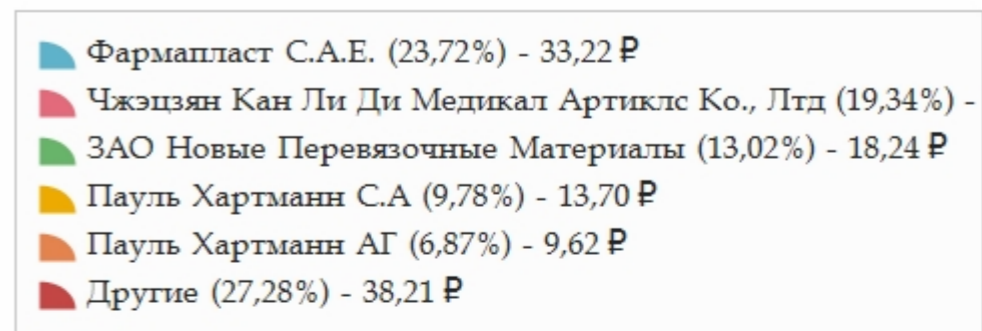 Фармапласт С.А.Е. (23,72%) - 33,22 ₽
Чжэцзян Кан Ли Ди Медикал Артиклс Ко., Лтд (19,34%) -
ЗАО Новые Перевязочные Материалы (13,02%) - 18,24 ₽
Пауль Хартманн С.А (9,78%) - 13,70 ₽
Пауль Хартманн АГ (6,87%) - 9,62 ₽
Другие (27,28%) - 38,21 ₽